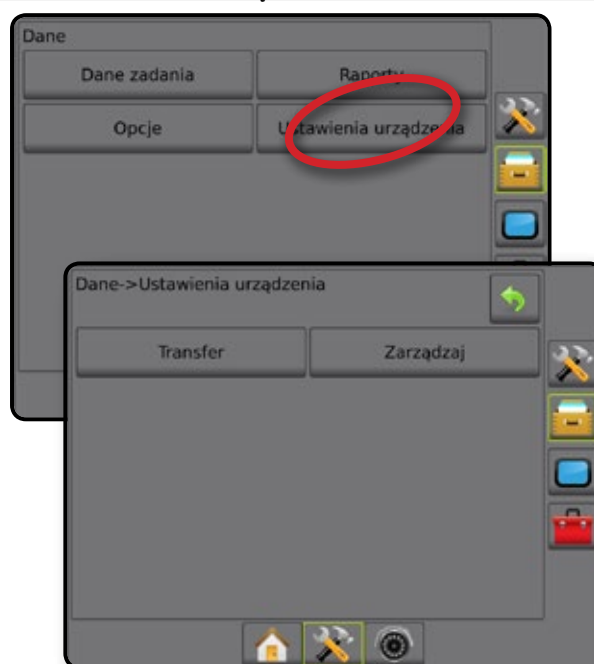 Dane
Dane zadania
Raporty
Opcje
Ustawienia urządzenia
Dane->Ustawienia urządzenia
Transfer
Zarządzaj